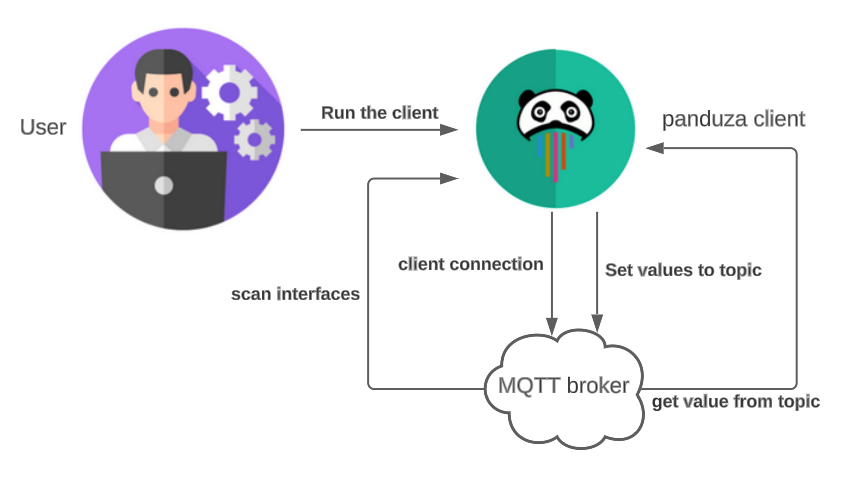 Run the client
User
panduza client
client connection
Set values to topic
scan interfaces
MQTT broker
get value from topic